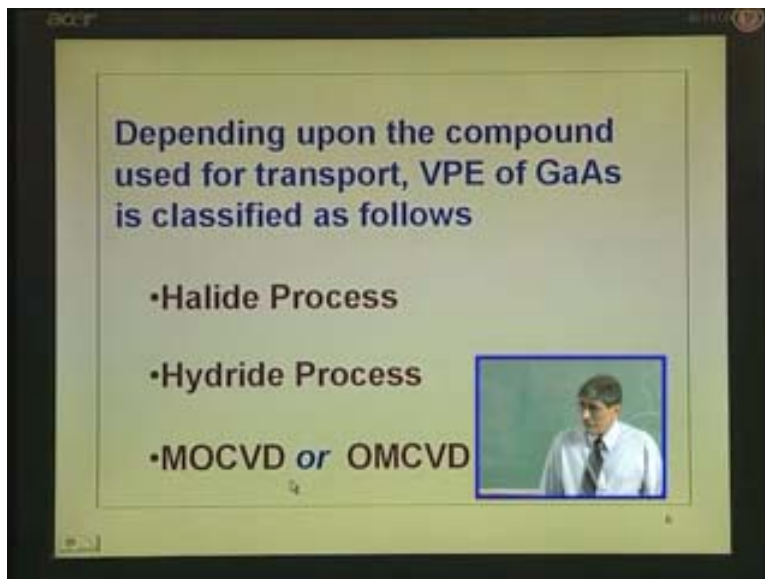 acer
Depending upon the compound
used for transport, VPE of GaAs
is classified as follows
•Halide Process
•Hydride Process
•MOCVD or OMCVD
6